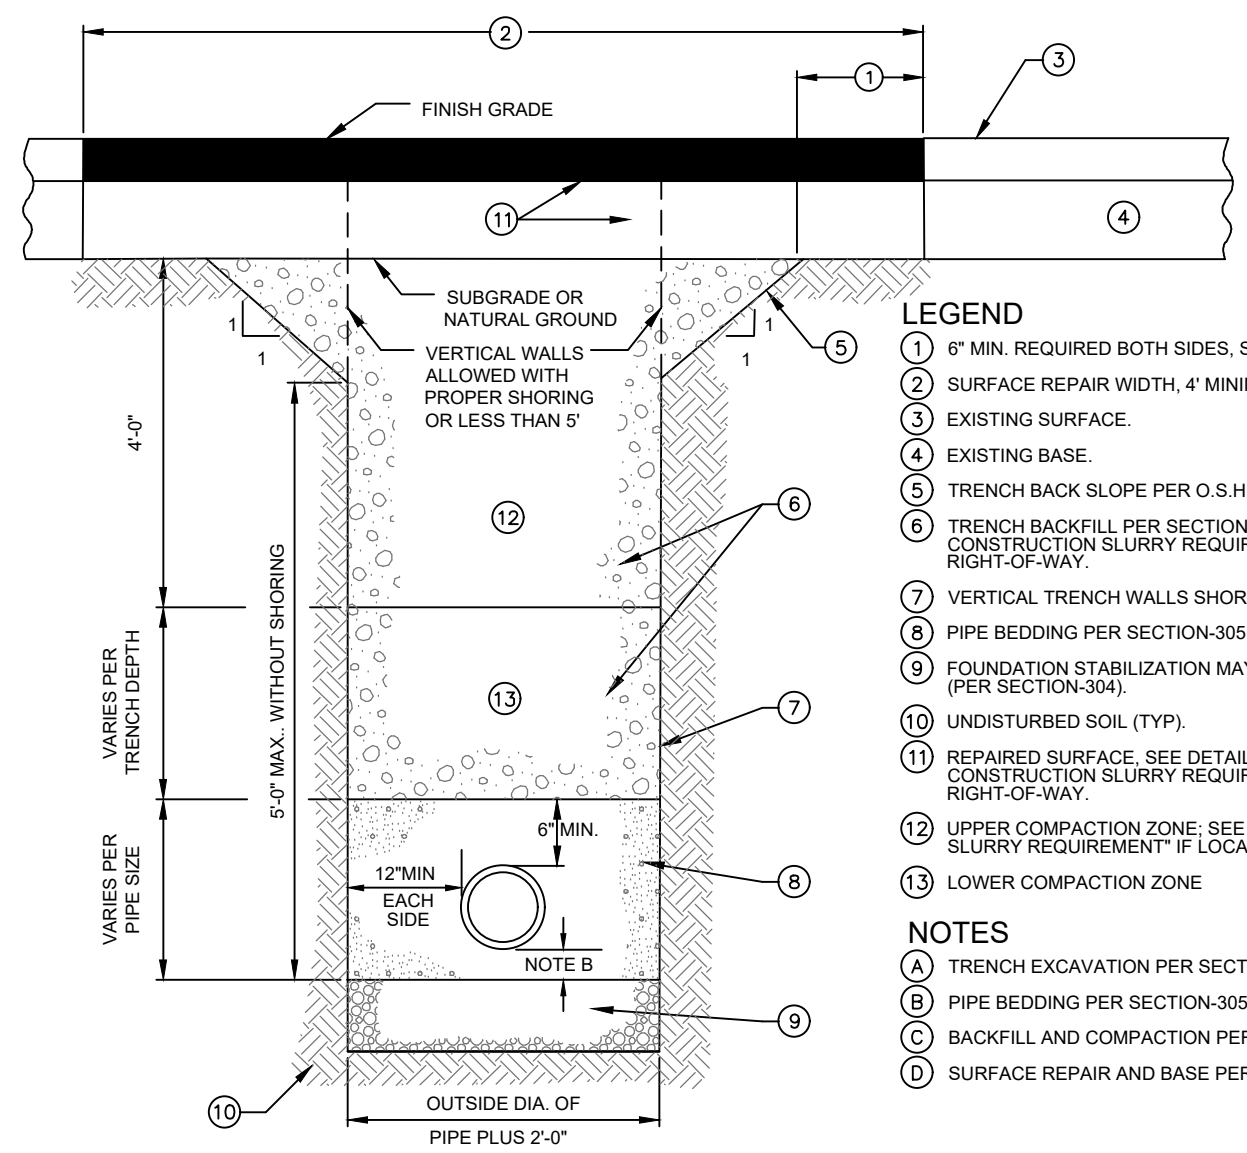 2
1
3
FINISH GRADE
11
4
SUBGRADE OR
NATURAL GROUND
1
1
1
1
5
VERTICAL WALLS
ALLOWED WITH
PROPER SHORING
OR LESS THAN 5'
4'-0"
5'-0" MAX.. WITHOUT SHORING
12
6
VARIES PER
TRENCH DEPTH
13
7
VARIES PER
PIPE SIZE
6" MIN.
12"MIN
EACH
SIDE
8
NOTE B
9
10
OUTSIDE DIA. OF
PIPE PLUS 2'-0"
LEGEND
1 6" MIN. REQUIRED BOTH SIDES, S
2 SURFACE REPAIR WIDTH, 4' MINI
3 EXISTING SURFACE.
4 EXISTING BASE.
5 TRENCH BACK SLOPE PER O.S.H
6 TRENCH BACKFILL PER SECTION
CONSTRUCTION SLURRY REQUIR
RIGHT-OF-WAY.
7 VERTICAL TRENCH WALLS SHOR
8 PIPE BEDDING PER SECTION-305
9 FOUNDATION STABILIZATION MAY
(PER SECTION-304).
10 UNDISTURBED SOIL (TYP).
11 REPAIRED SURFACE, SEE DETAIL
CONSTRUCTION SLURRY REQUIR
RIGHT-OF-WAY.
12 UPPER COMPACTION ZONE; SEE
SLURRY REQUIREMENT" IF LOCA
13 LOWER COMPACTION ZONE
NOTES
A TRENCH EXCAVATION PER SECT
B PIPE BEDDING PER SECTION-305
C BACKFILL AND COMPACTION PER
D SURFACE REPAIR AND BASE PER